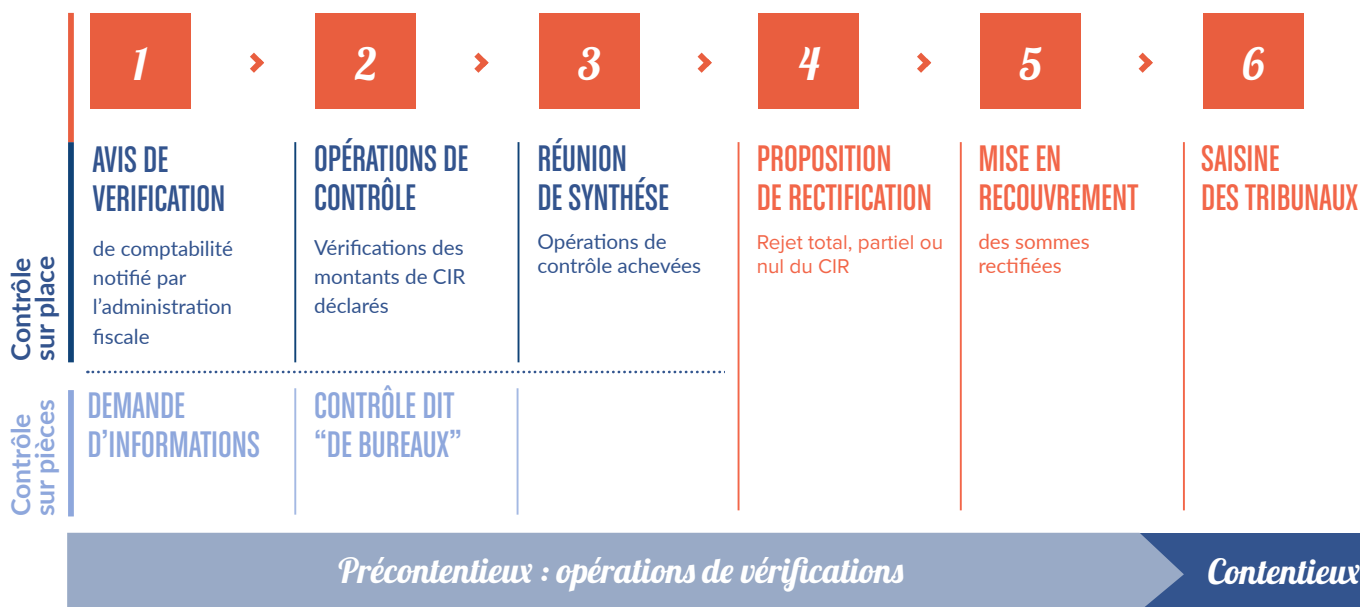 1
2
3
4
5
6
Contrôle
sur place
AVIS DE
VERIFICATION
de comptabilité
notifié par
l'administration
fiscale
OPÉRATIONS DE
CONTRÔLE
Vérifications des
montants de CIR
déclarés
RÉUNION
DE SYNTHÉSE
Opérations de
contrôle achevées
PROPOSITION
DE RECTIFICATION
Rejet total, partiel ou
nul du CIR
MISE EN
RECOUVREMENT
des sommes
rectifiées
SAISINE
DES TRIBUNAUX
Contrôle
sur pièces
DEMANDE
D'INFORMATIONS
CONTRÔLE DIT
“DE BUREAUX”
Précontentieux : opérations de vérifications
Contentieux